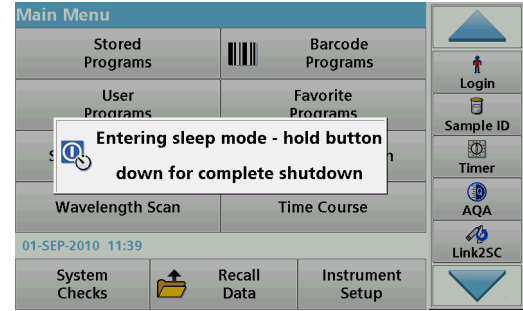 Main Menu
Stored
Programs
Barcode
Programs
User
Programs
Favorite
Programs
Entering sleep mode - hold button
down for complete shutdown
Wavelength Scan
Time Course
01-SEP-2010 11:39
System
Checks
Recall
Data
Instrument
Setup
Login
Sample ID
Timer
AQA
Link2SC